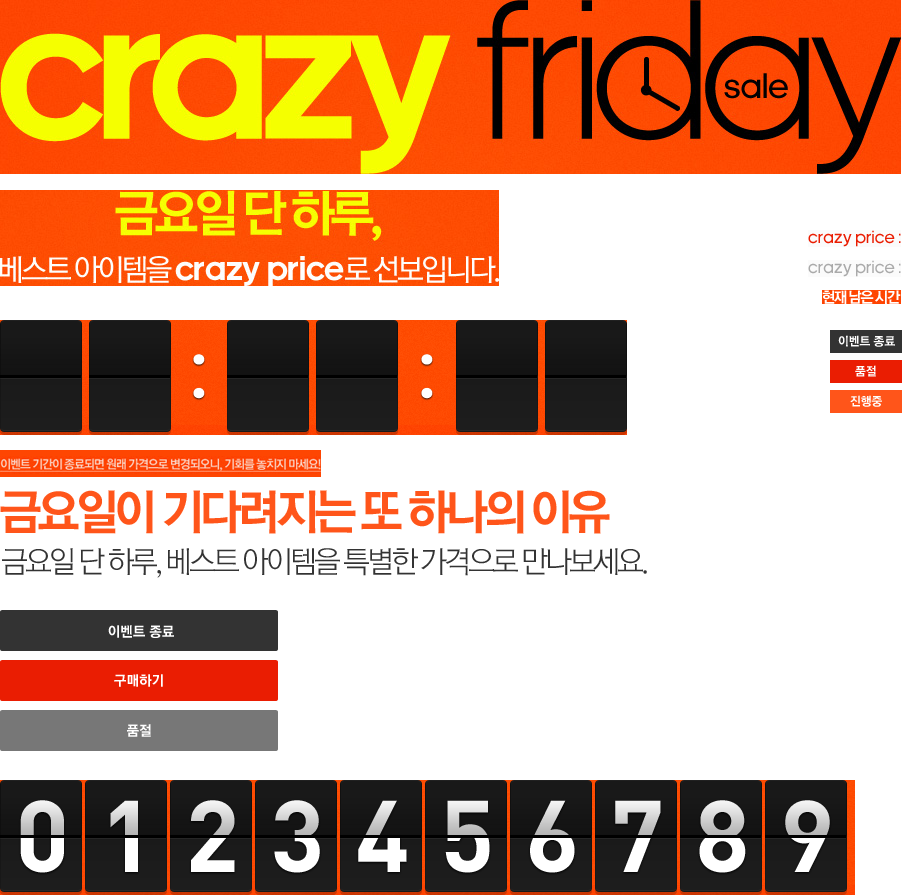 crazy friday
sale
금요일 단 하루,
베스트 아이템을 crazy price로 선보입니다.
crazy price :
crazy price :
현재 남은 시간
: :
이벤트 종료
품절
진행중
이벤트 기간이 종료되면 원래 가격으로 변경되오니, 기회를 놓치지 마세요!
금요일이 기다려지는 또 하나의 이유
금요일 단 하루, 베스트 아이템을 특별한 가격으로 만나보세요.
이벤트 종료
구매하기
품절
0 1 2 3 4 5 6 7 8 9